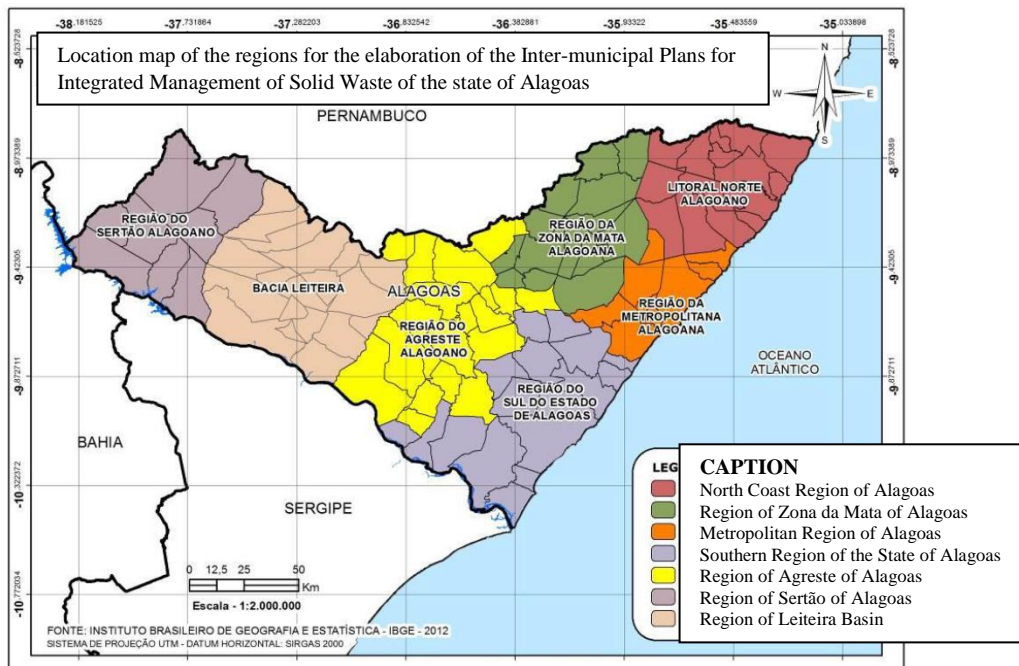 -38.181525 -37.731864 -37.282203 -36.832542 -36.382881 -35.93322 -35.483559 -35.033898
Location map of the regions for the elaboration of the Inter-municipal Plans for
Integrated Management of Solid Waste of the state of Alagoas
N
W E
S
PERNAMBUCO
-8.523728
-8.973389
-9.42305
-9.872711
-10.322372
-10.772034
-8.523728
-8.973389
-9.42305
-9.872711
LITORAL NORTE
ALAGOANO
REGIÃO DO
SERTÃO ALAGOANO
REGIÃO DA
ZONA DA MATA
ALAGOANA
BACIA LEITEIRA
ALAGOAS
REGIÃO DA
METROPOLITANA
ALAGOANA
REGIÃO DO
AGRESTE
ALAGOANO
OCEANO
ATLÂNTICO
REGIÃO DO
SUL DO ESTADO
DE ALAGOAS
BAHIA
SERGIPE
LEG
CAPTION
North Coast Region of Alagoas
Region of Zona da Mata of Alagoas
Metropolitan Region of Alagoas
Southern Region of the State of Alagoas
Region of Agreste of Alagoas
Region of Sertão of Alagoas
Region of Leiteira Basin
0 12,5 25 50
Km
Escala - 1:2.000.000
FONTE: INSTITUTO BRASILEIRO DE GEOGRAFIA E ESTATÍSTICA - IBGE - 2012
SISTEMA DE PROJEÇÃO UTM - DATUM HORIZONTAL: SIRGAS 2000